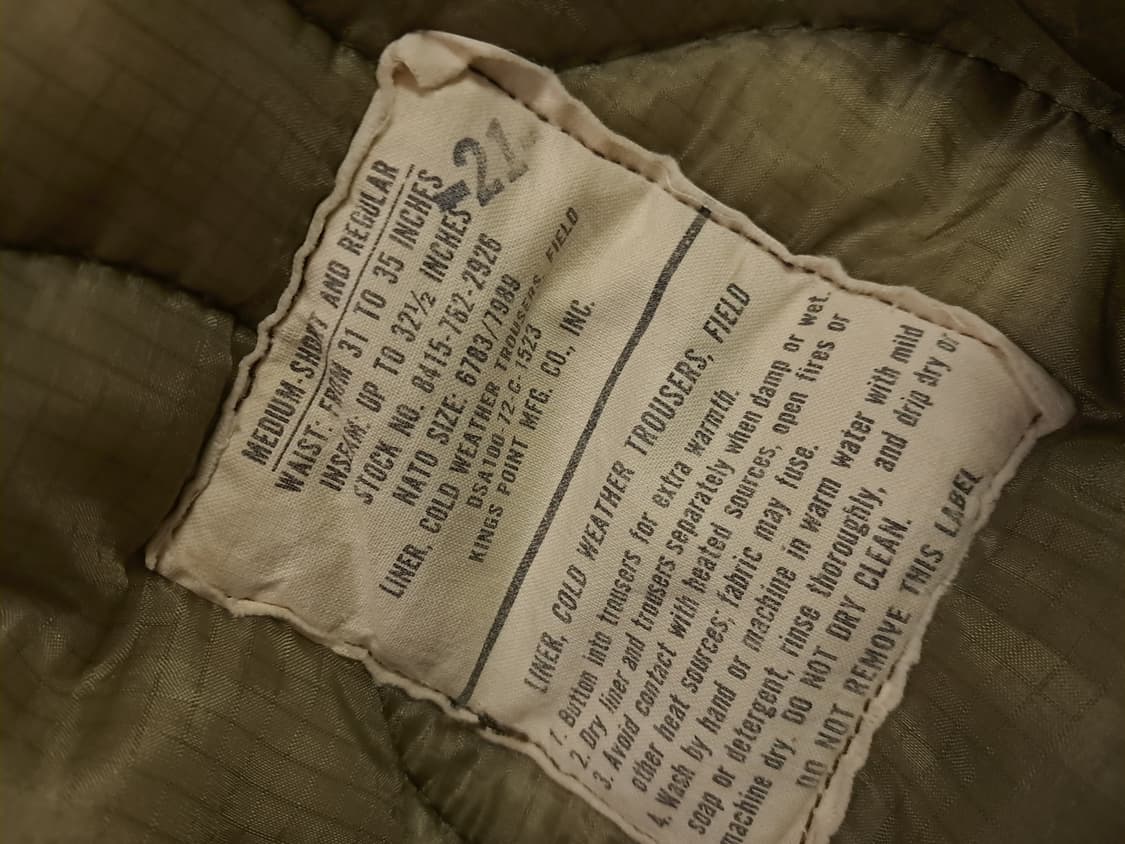 MEDIUM-SHORT AND REGULAR
WAIST: FROM 31 TO 35 INCHES
INSEAM: UP TO 32½ INCHES
-21
STOCK NO. 8415-782-2926
NATO SIZE: 6783/7989
LINER, COLD WEATHER TROUSERS, FIELD
DSA100-72-C-1523
KINGS POINT MFG. CO., INC.
LINER, COLD WEATHER TROUSERS, FIELD
1. Button into trousers for extra warmth.
2. Dry liner and trousers separately when damp or wet.
3. Avoid contact with heated sources, open fires or
other heat sources; fabric may fuse.
4. Wash by hand or machine in warm water with mild
soap or detergent, rinse thoroughly, and drip dry or
machine dry. DO NOT DRY CLEAN.
DO NOT REMOVE THIS LABEL